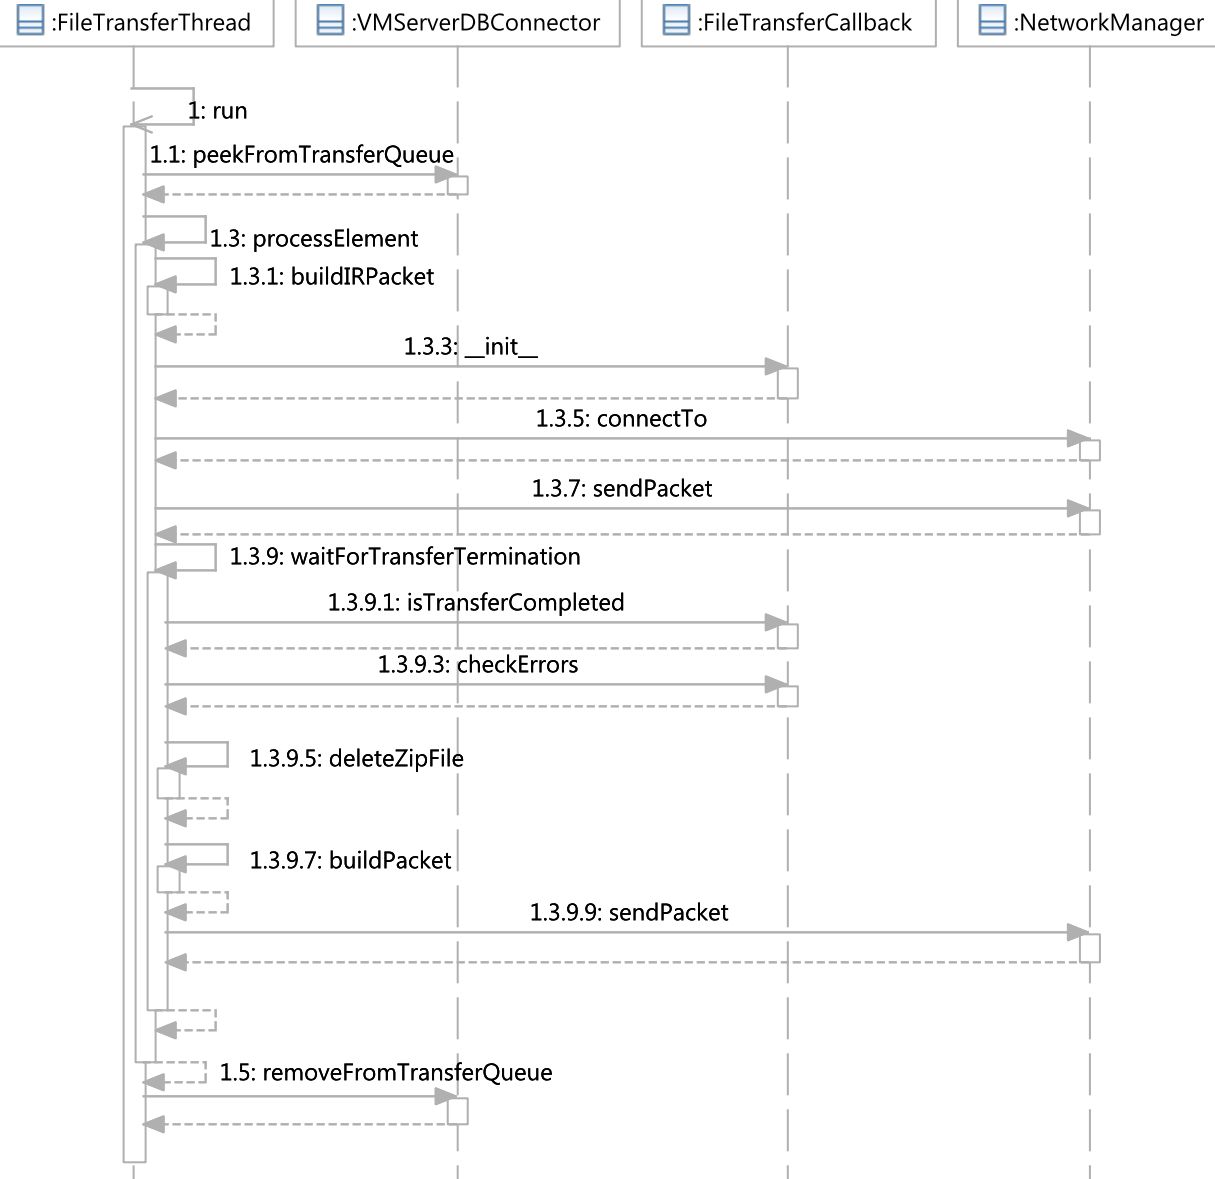 :FileTransferThread
:VMServerDBConnector
:FileTransferCallback
:NetworkManager
1: run
1.1: peekFromTransferQueue
1.3: processElement
1.3.1: buildIRPacket
1.3.3: __init__
1.3.5: connectTo
1.3.7: sendPacket
1.3.9: waitForTransferTermination
1.3.9.1: isTransferCompleted
1.3.9.3: checkErrors
1.3.9.5: deleteZipFile
1.3.9.7: buildPacket
1.3.9.9: sendPacket
1.5: removeFromTransferQueue